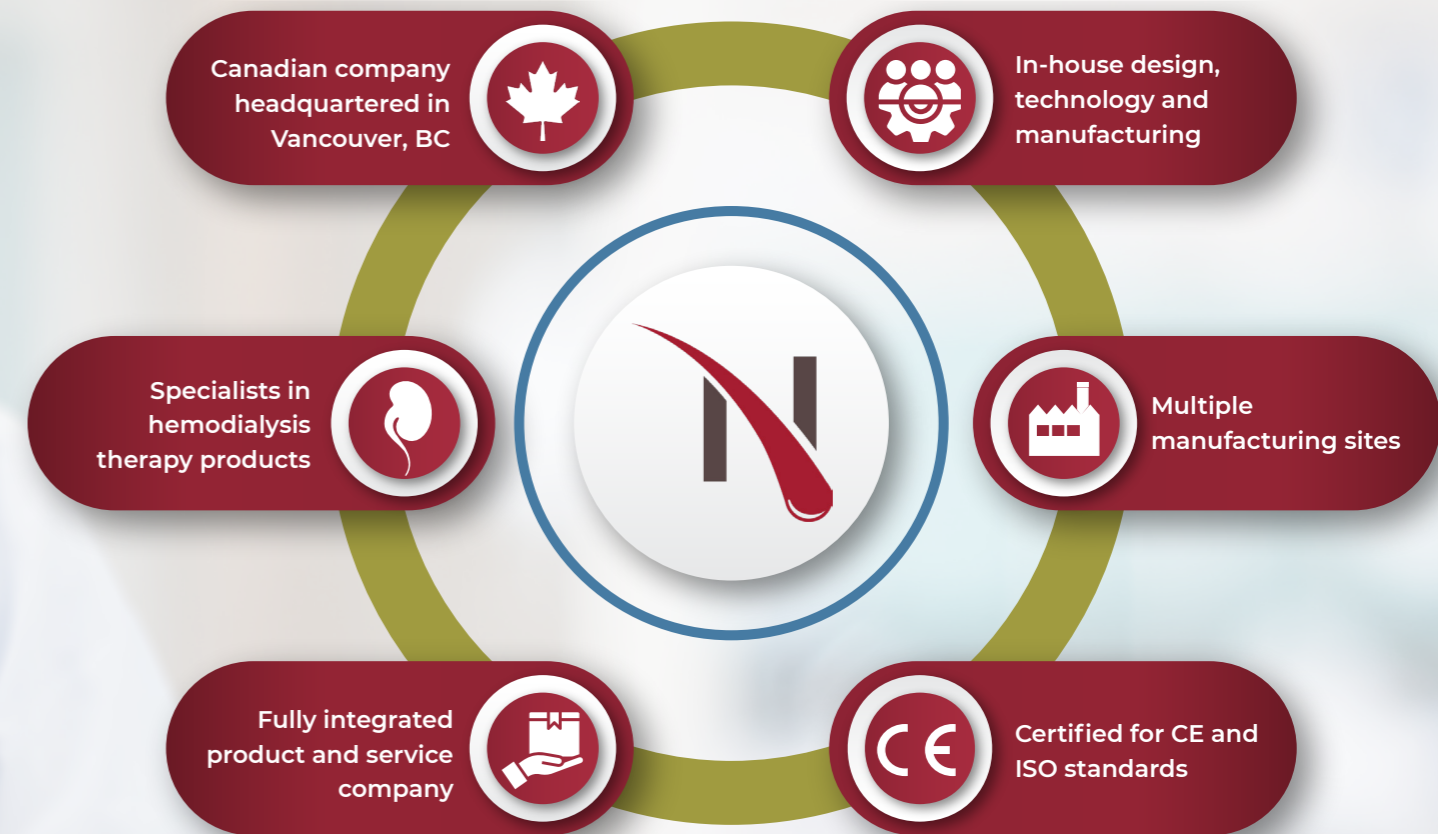 Canadian company
headquartered in
Vancouver, BC
In-house design,
technology and
manufacturing
Specialists in
hemodialysis
therapy products
N
Multiple
manufacturing sites
Fully integrated
product and service
company
CE
Certified for CE and
ISO standards